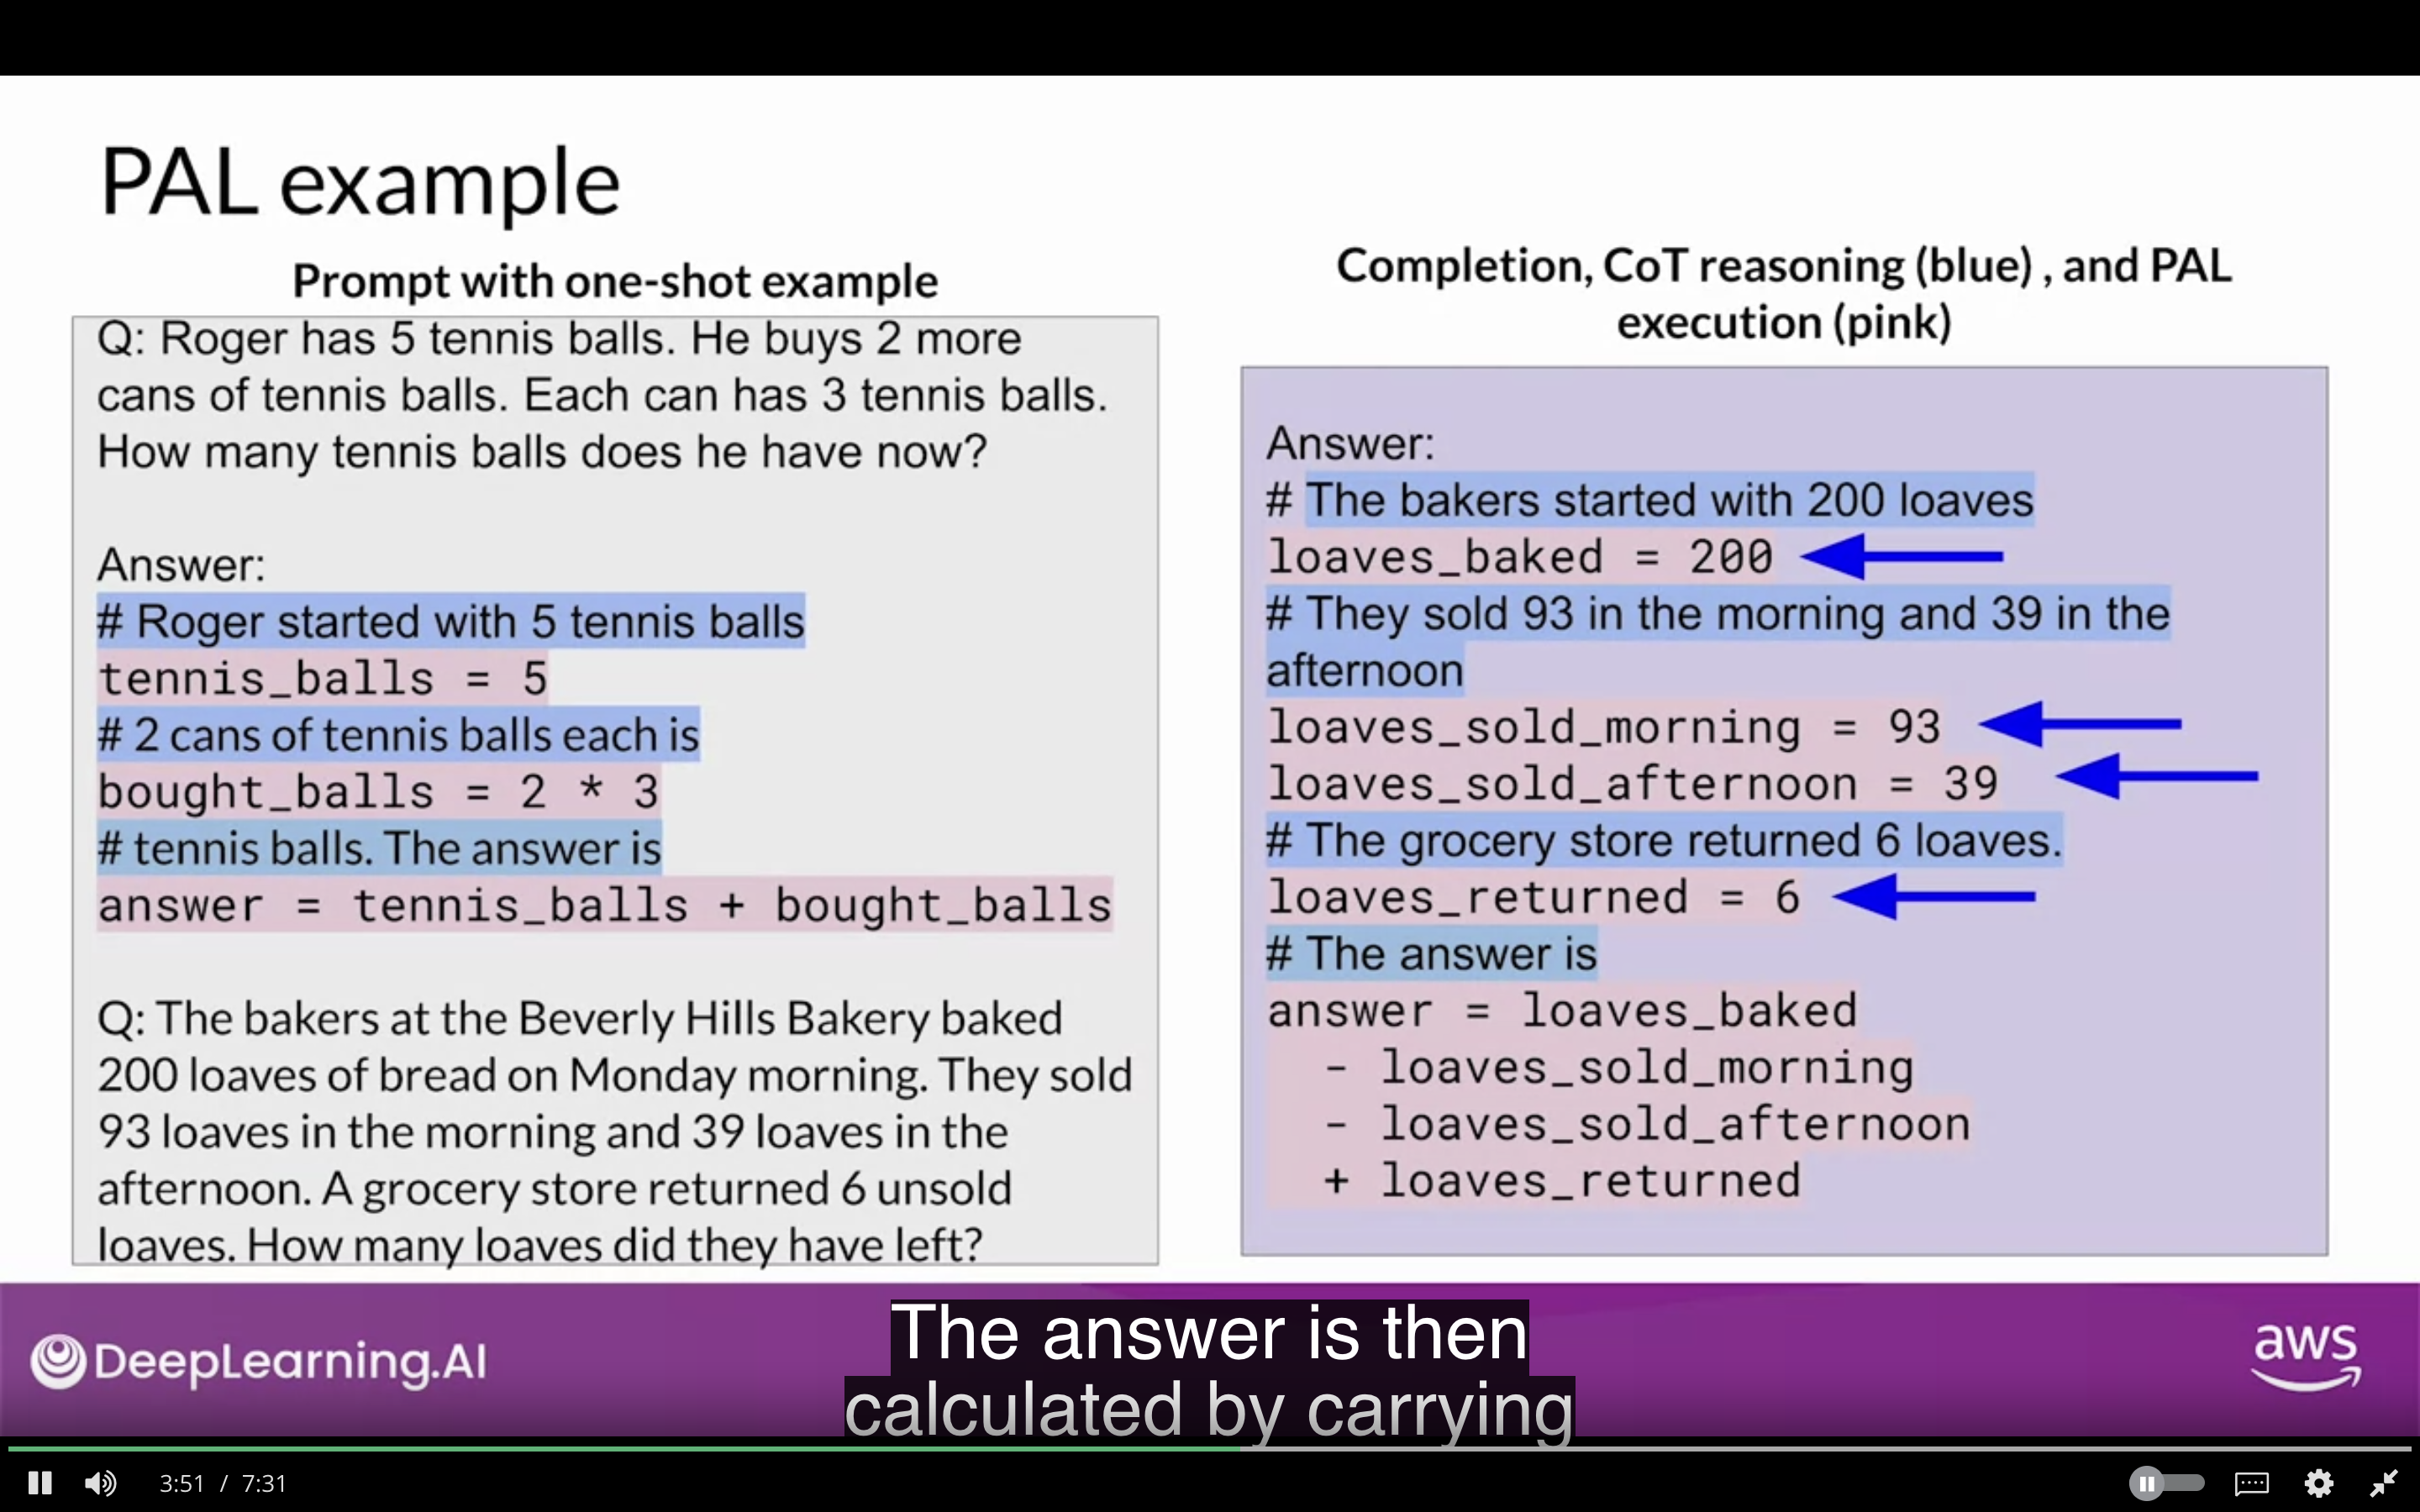 PAL example
Prompt with one-shot example
Q: Roger has 5 tennis balls. He buys 2 more
cans of tennis balls. Each can has 3 tennis balls.
How many tennis balls does he have now?
Answer:
# Roger started with 5 tennis balls
tennis_balls = 5
# 2 cans of tennis balls each is
bought_balls = 2 * 3
# tennis balls. The answer is
answer = tennis_balls + bought_balls
Q: The bakers at the Beverly Hills Bakery baked
200 loaves of bread on Monday morning. They sold
93 loaves in the morning and 39 loaves in the
afternoon. A grocery store returned 6 unsold
loaves. How many loaves did they have left?
Completion, CoT reasoning (blue) , and PAL
execution (pink)
Answer:
# The bakers started with 200 loaves
loaves_baked = 200
# They sold 93 in the morning and 39 in the
afternoon
loaves_sold_morning = 93
loaves_sold_afternoon = 39
# The grocery store returned 6 loaves.
loaves_returned = 6
# The answer is
answer = loaves_baked
- loaves_sold_morning
- loaves_sold_afternoon
+ loaves_returned
DeepLearning.AI
The answer is then
calculated by carrying
aws
3:51 / 7:31